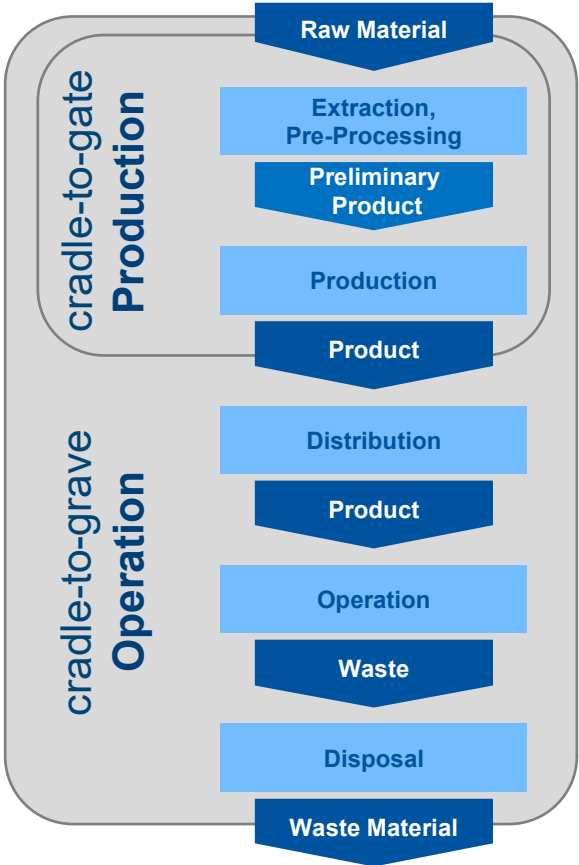 Raw Material
cradle-to-gate
Production
Extraction,
Pre-Processing
Preliminary
Product
Production
Product
cradle-to-grave
Operation
Distribution
Product
Operation
Waste
Disposal
Waste Material